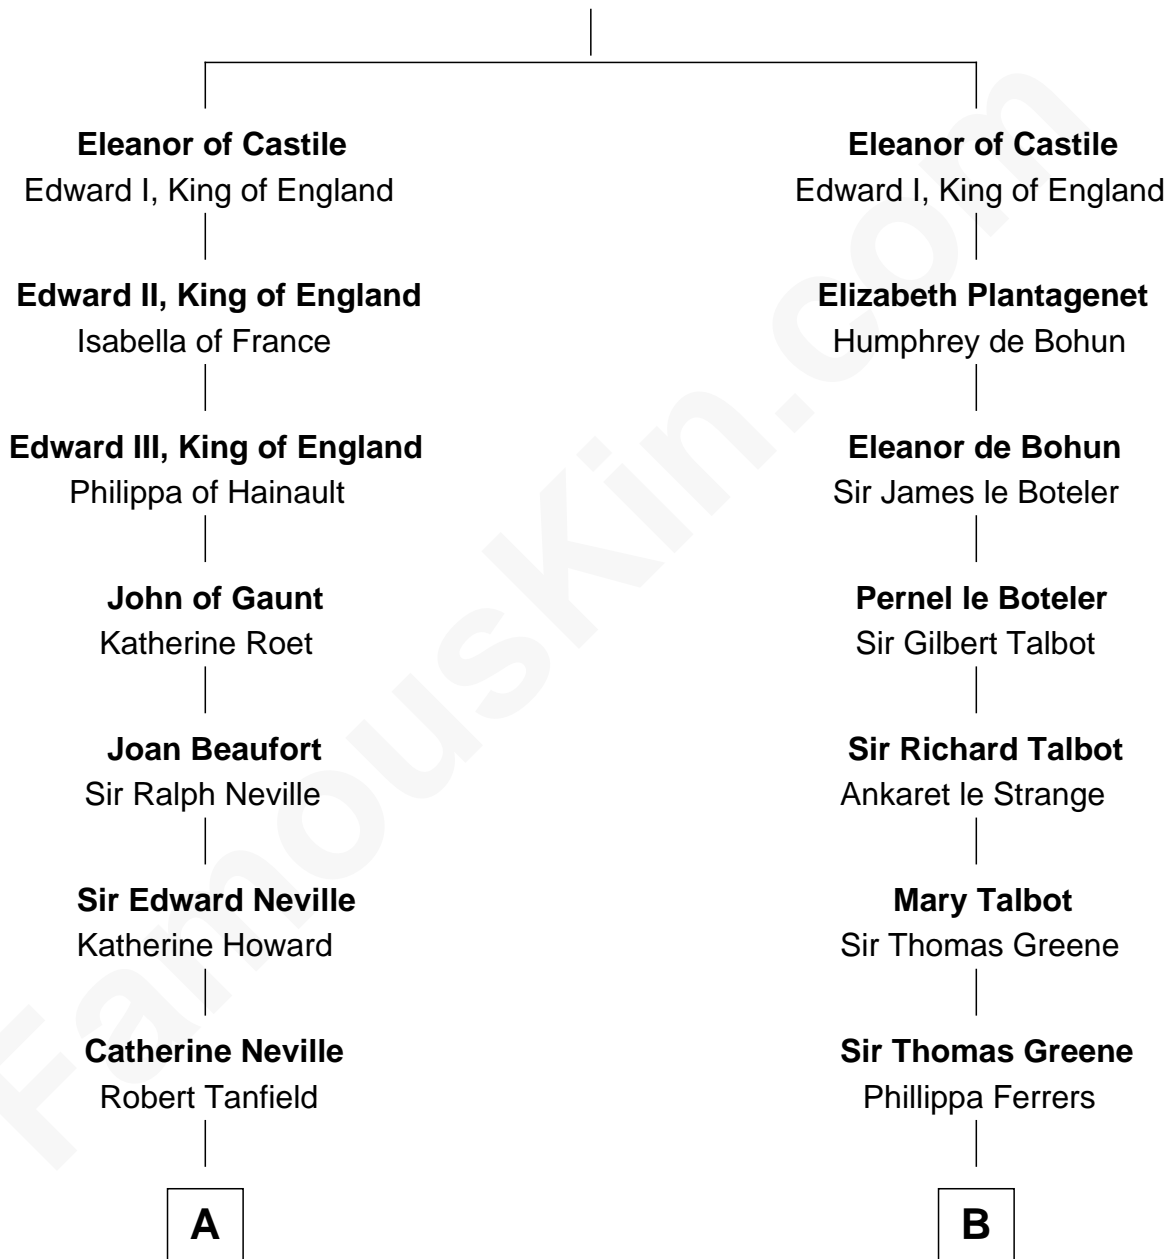 Eleanor of Castile
Edward I, King of England
Edward II, King of England
Isabella of France
Edward III, King of England
Philippa of Hainault
John of Gaunt
Katherine Roet
Joan Beaufort
Sir Ralph Neville
Sir Edward Neville
Katherine Howard
Catherine Neville
Robert Tanfield
A
Eleanor of Castile
Edward I, King of England
Elizabeth Plantagenet
Humphrey de Bohun
Eleanor de Bohun
Sir James le Boteler
Pernel le Boteler
Sir Gilbert Talbot
Sir Richard Talbot
Ankaret le Strange
Mary Talbot
Sir Thomas Greene
Sir Thomas Greene
Phillippa Ferrers
B
FamousKin.com